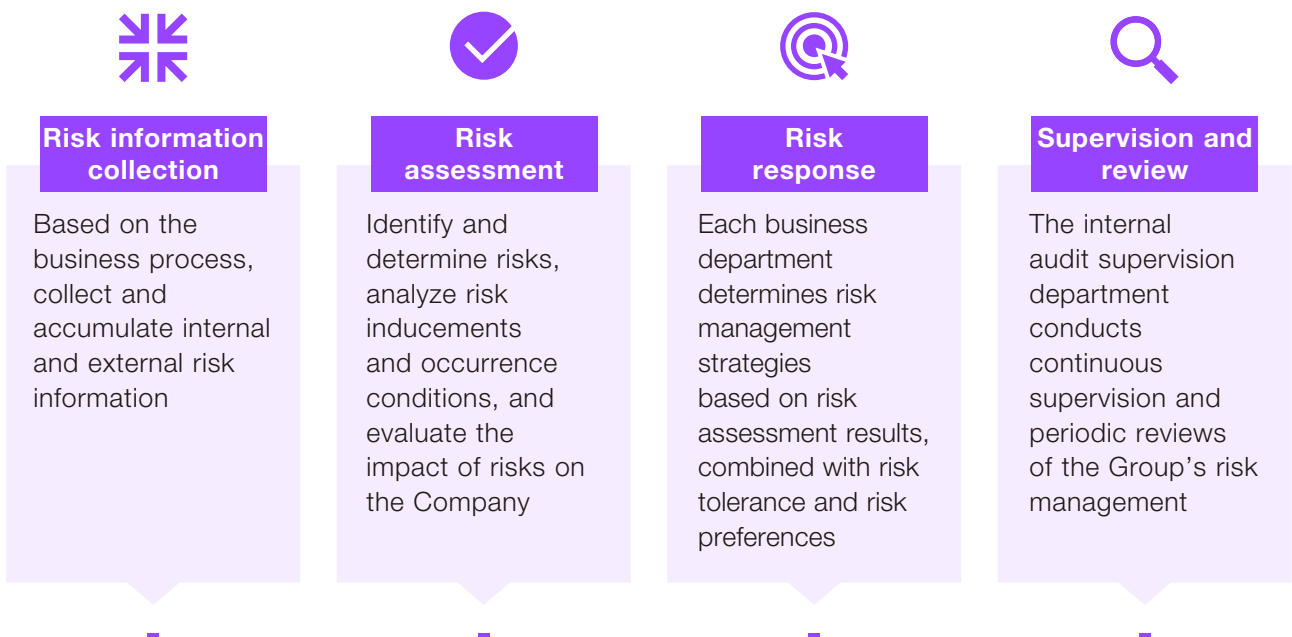 Risk information
collection
Based on the
business process,
collect and
accumulate internal
and external risk
information
Risk
assessment
Identify and
determine risks,
analyze risk
inducements
and occurrence
conditions, and
evaluate the
impact of risks on
the Company
Risk
response
Each business
department
determines risk
management
strategies
based on risk
assessment results,
combined with risk
tolerance and risk
preferences
Supervision and
review
The internal
audit supervision
department
conducts
continuous
supervision and
periodic reviews
of the Group’s risk
management